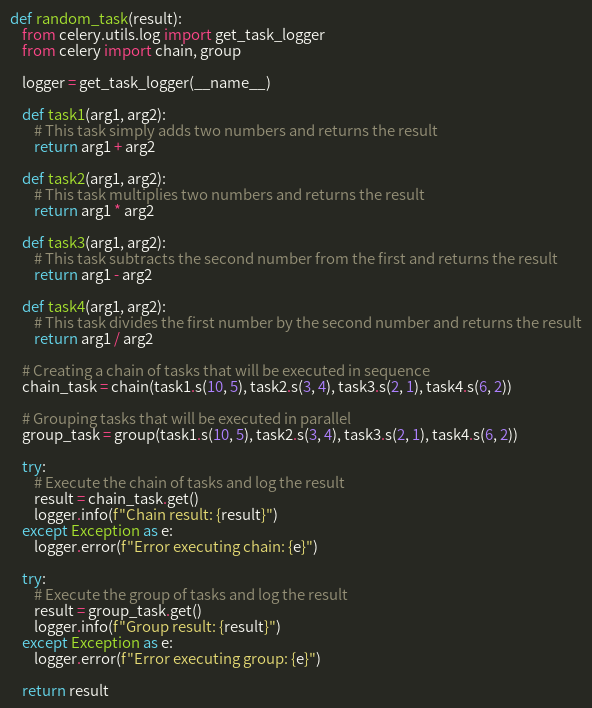 def random_task(result):
from celery.utils.log import get_task_logger
from celery import chain, group
logger = get_task_logger(__name__)
def task1(arg1, arg2):
# This task simply adds two numbers and returns the result
return arg1 + arg2
def task2(arg1, arg2):
# This task multiplies two numbers and returns the result
return arg1 * arg2
def task3(arg1, arg2):
# This task subtracts the second number from the first and returns the result
return arg1 - arg2
def task4(arg1, arg2):
# This task divides the first number by the second number and returns the result
return arg1 / arg2
# Creating a chain of tasks that will be executed in sequence
chain_task = chain(task1.s(10, 5), task2.s(3, 4), task3.s(2, 1), task4.s(6, 2))
# Grouping tasks that will be executed in parallel
group_task = group(task1.s(10, 5), task2.s(3, 4), task3.s(2, 1), task4.s(6, 2))
try:
# Execute the chain of tasks and log the result
result = chain_task.get()
logger.info(f"Chain result: {result}")
except Exception as e:
logger.error(f"Error executing chain: {e}")
try:
# Execute the group of tasks and log the result
result = group_task.get()
logger.info(f"Group result: {result}")
except Exception as e:
logger.error(f"Error executing group: {e}")
return result